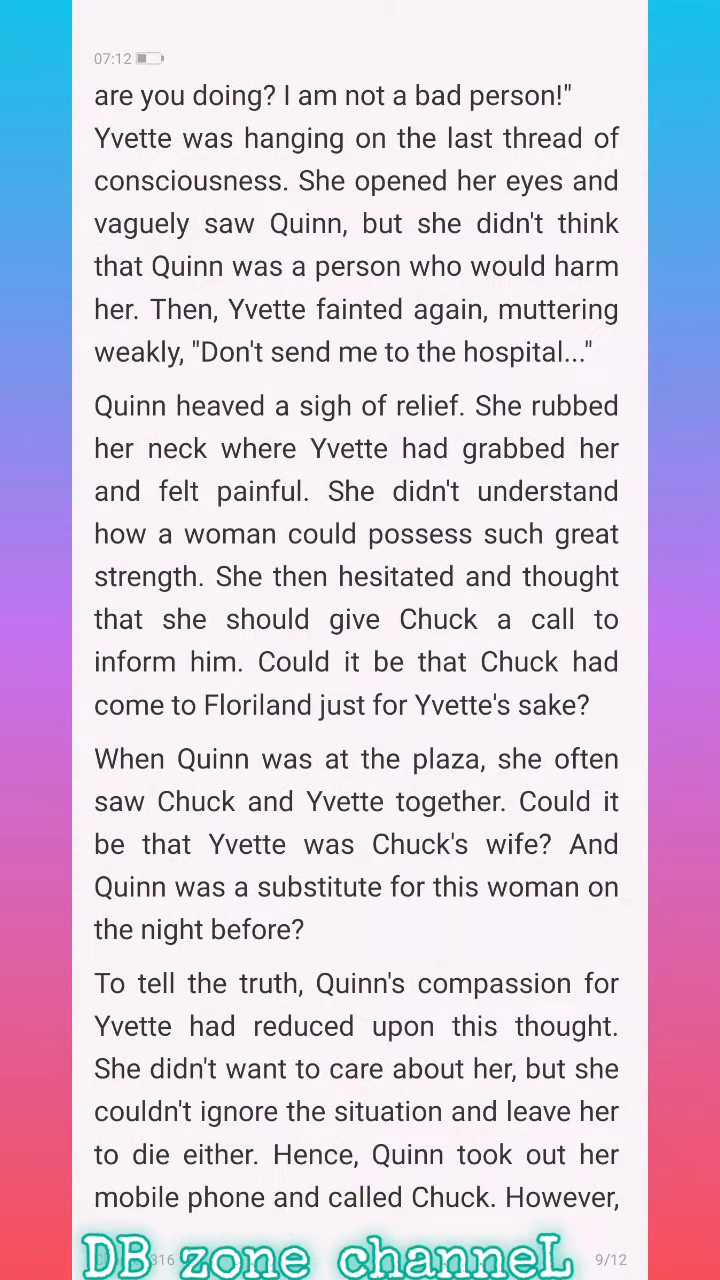 07:12
are you doing? I am not a bad person!"
Yvette was hanging on the last thread of
consciousness. She opened her eyes and
vaguely saw Quinn, but she didn't think
that Quinn was a person who would harm
her. Then, Yvette fainted again, muttering
weakly, "Don't send me to the hospital..."
Quinn heaved a sigh of relief. She rubbed
her neck where Yvette had grabbed her
and felt painful. She didn't understand
how a woman could possess such great
strength. She then hesitated and thought
that she should give Chuck a call to
inform him. Could it be that Chuck had
come to Floriland just for Yvette's sake?
When Quinn was at the plaza, she often
saw Chuck and Yvette together. Could it
be that Yvette was Chuck's wife? And
Quinn was a substitute for this woman on
the night before?
To tell the truth, Quinn's compassion for
Yvette had reduced upon this thought.
She didn't want to care about her, but she
couldn't ignore the situation and leave her
to die either. Hence, Quinn took out her
mobile phone and called Chuck. However,
DB zone channeL
316 9/12